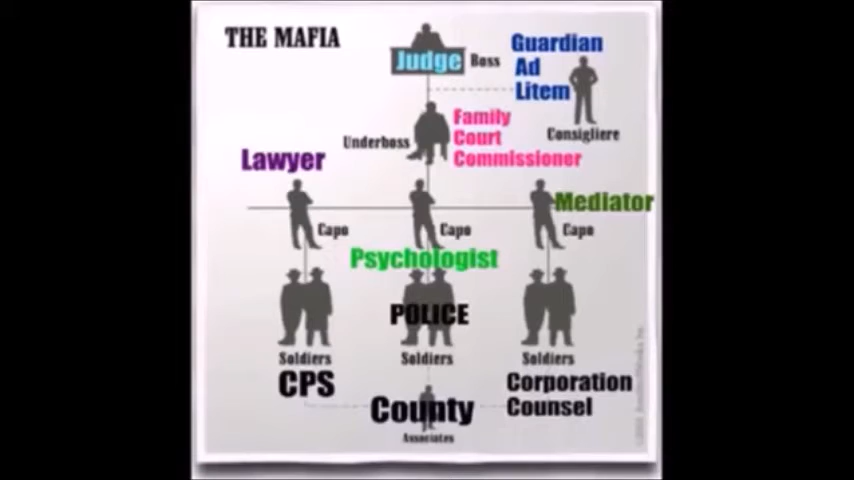 THE MAFIA
Judge Boss
Guardian
Ad
Litem
Consigliere
Underboss
Family
Court
Commissioner
Lawyer
Mediator
Capo
Capo
Capo
Psychologist
POLICE
Soldiers
Soldiers
Soldiers
CPS
Corporation
Counsel
County
Associates